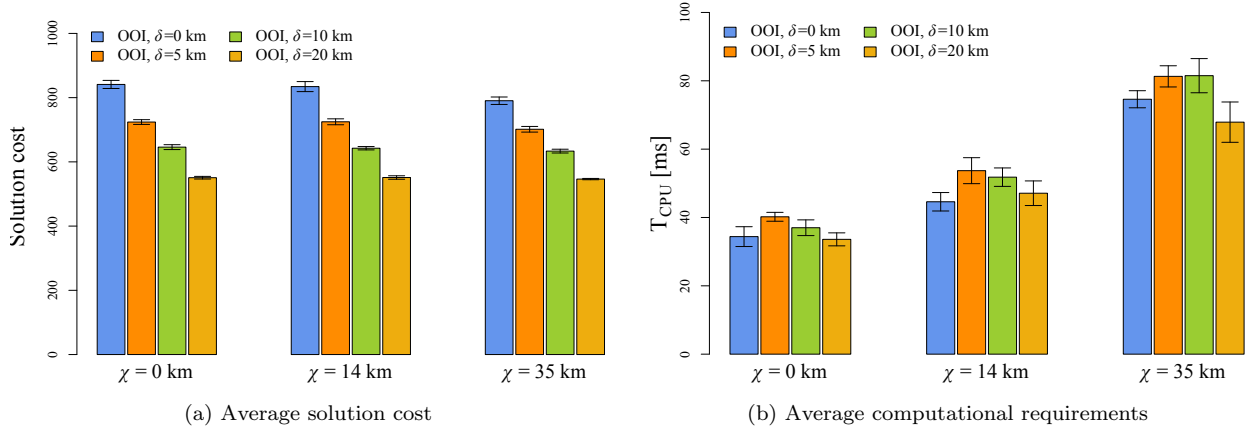 Solution cost
0
200
400
600
800
1000
OOI, δ=0 km
OOI, δ=5 km
OOI, δ=10 km
OOI, δ=20 km
χ = 0 km
χ = 14 km
χ = 35 km
(a) Average solution cost
T_CPU [ms]
0
20
40
60
80
100
OOI, δ=0 km
OOI, δ=5 km
OOI, δ=10 km
OOI, δ=20 km
χ = 0 km
χ = 14 km
χ = 35 km
(b) Average computational requirements